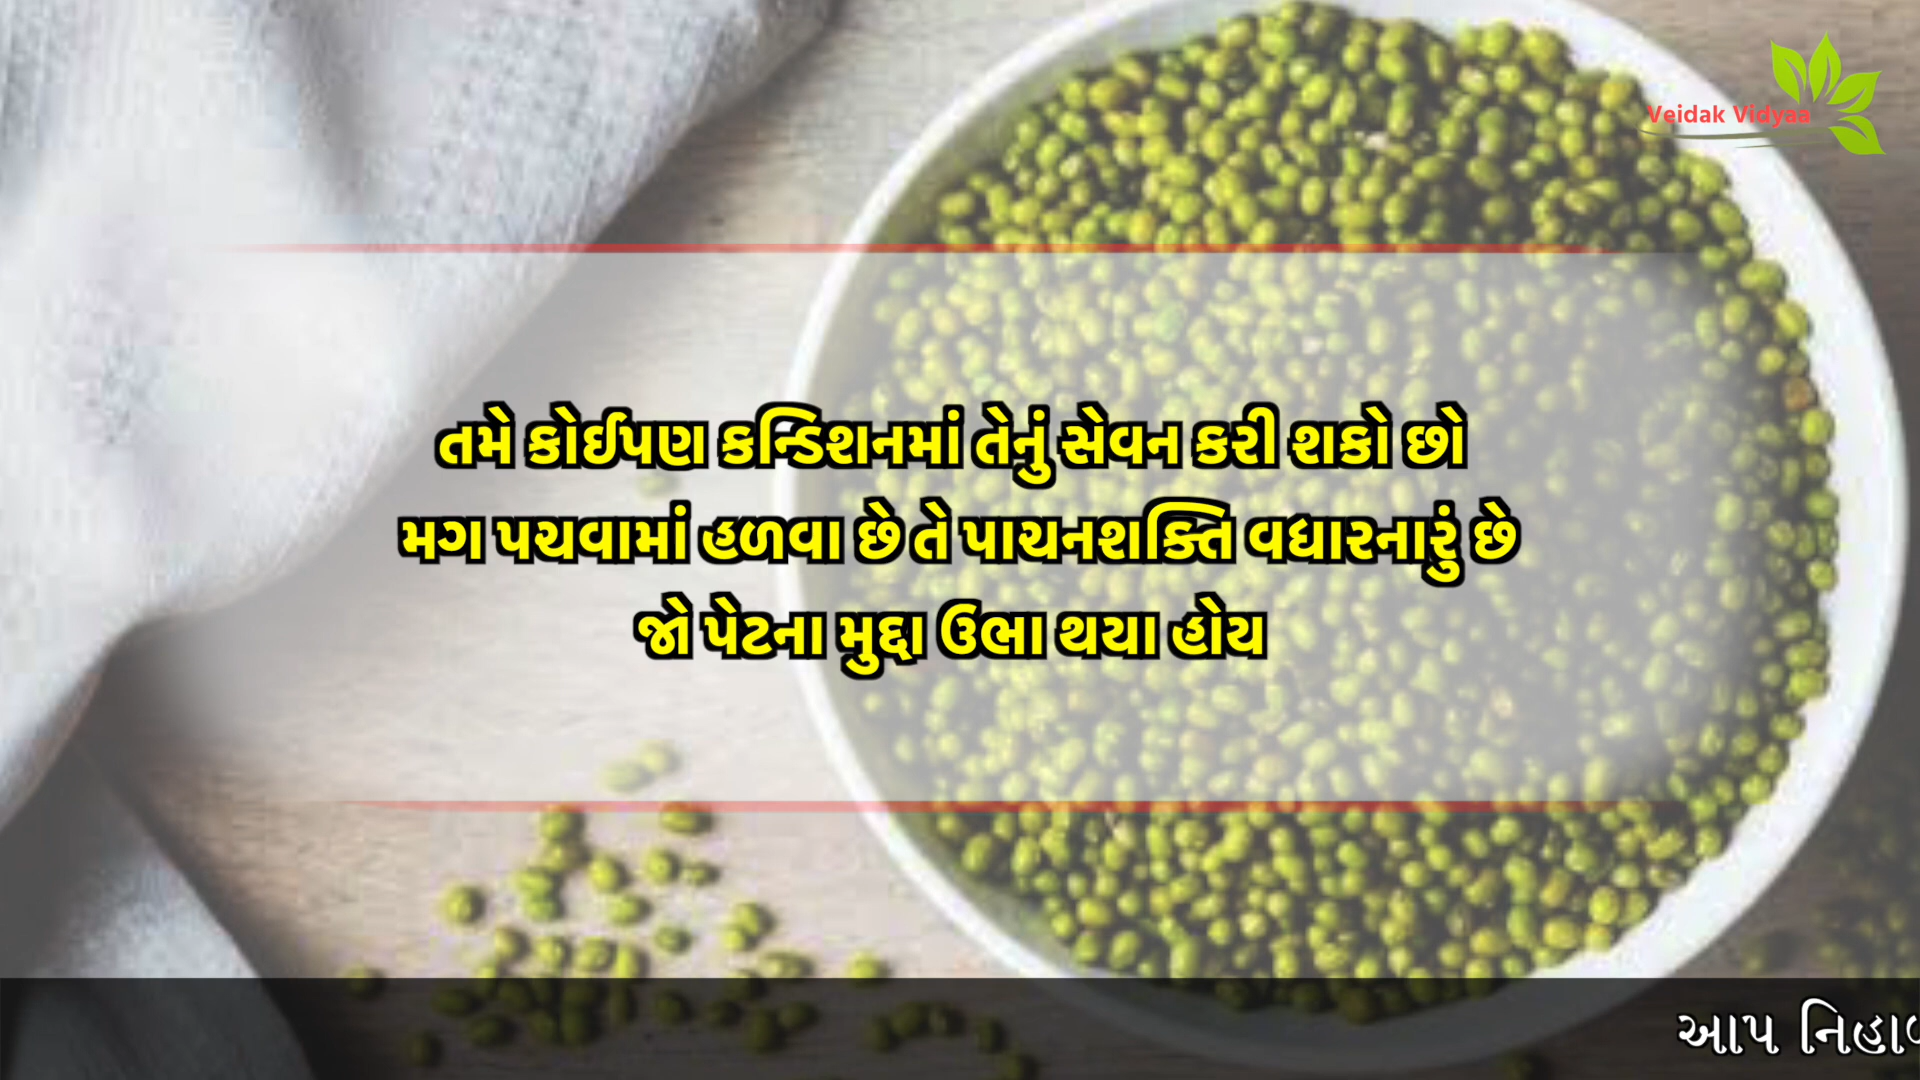 Veidak Vidyaa
તમે કોઈપણ કન્ડિશનમાં તેનું સેવન કરી શકો છો
મગ પચવામાં હળવા છે તે પાચનશક્તિ વધારનારું છે
જો પેટના મુદ્દા ઉભા થયા હોય
આપ